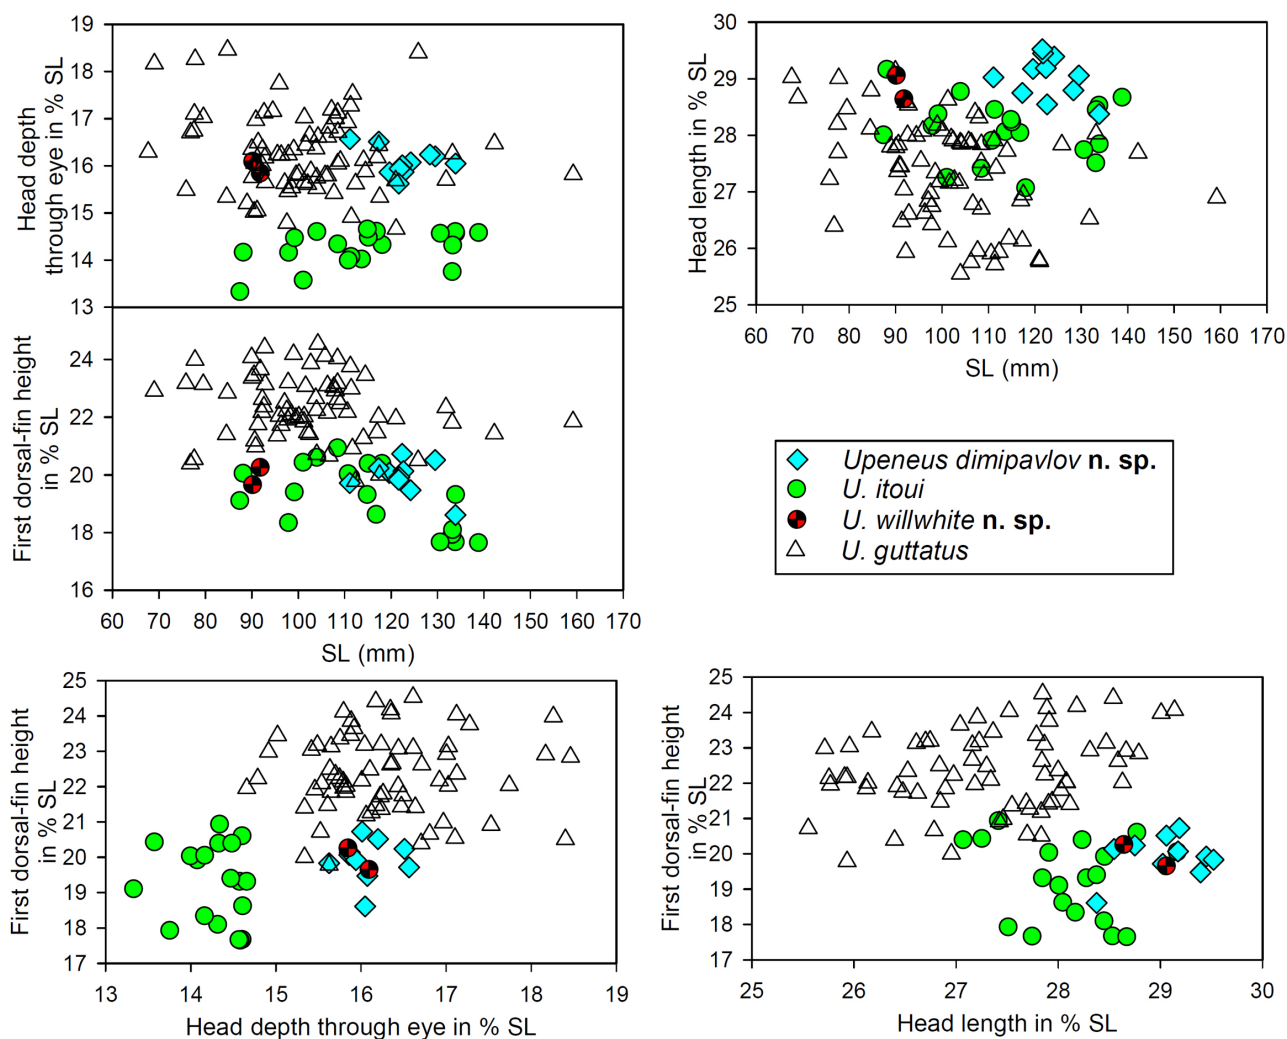 19
18
17
16
15
14
13
Head depth
through eye in % SL
24
22
20
18
16
First dorsal-fin height
in % SL
60 70 80 90 100 110 120 130 140 150 160 170
SL (mm)
30
29
28
27
26
25
Head length in % SL
60 70 80 90 100 110 120 130 140 150 160 170
SL (mm)
Upeneus dimipavlov n. sp.
U. itoui
U. willwhite n. sp.
U. guttatus
25
24
23
22
21
20
19
18
17
First dorsal-fin height
in % SL
13 14 15 16 17 18 19
Head depth through eye in % SL
25
24
23
22
21
20
19
18
17
First dorsal-fin height
in % SL
25 26 27 28 29 30
Head length in % SL